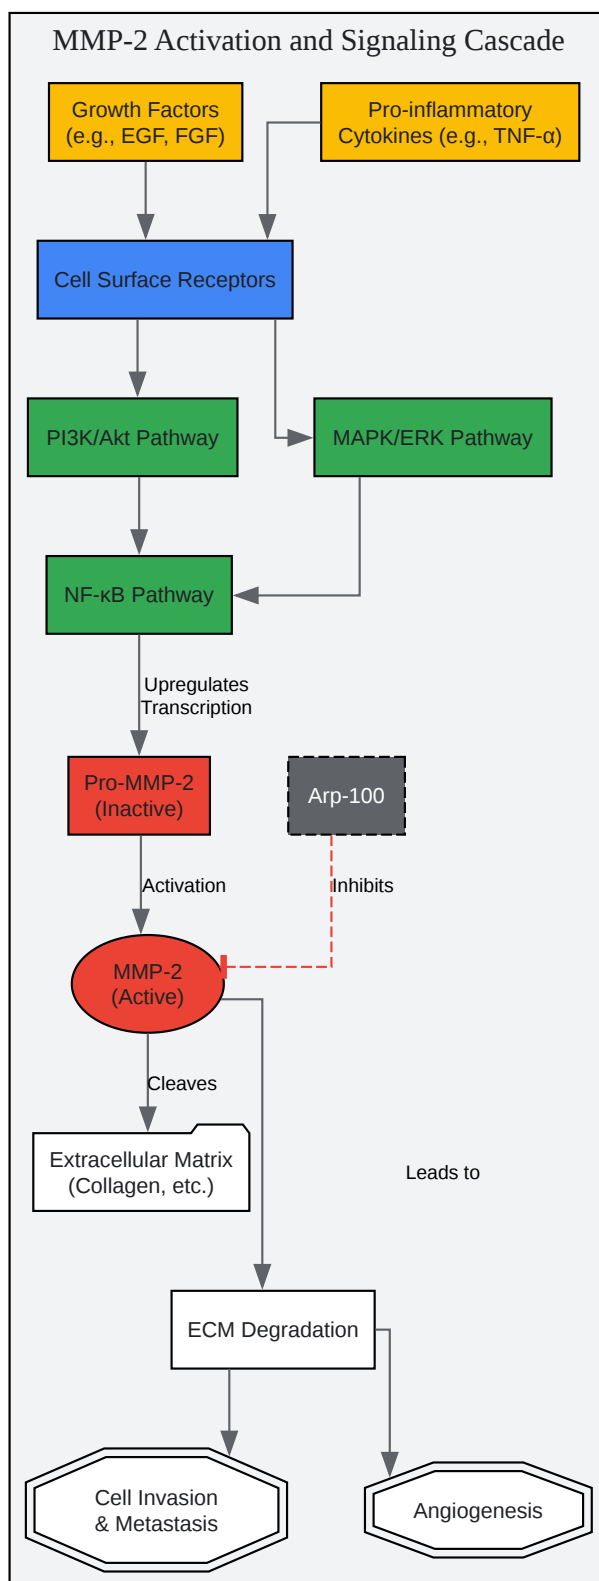 MMP-2 Activation and Signaling Cascade
Growth Factors
(e.g., EGF, FGF)
Pro-inflammatory
Cytokines (e.g., TNF-α)
Cell Surface Receptors
PI3K/Akt Pathway
MAPK/ERK Pathway
NF-κB Pathway
Upregulates
Transcription
Pro-MMP-2
(Inactive)
Arp-100
Activation
Inhibits
MMP-2
(Active)
Cleaves
Extracellular Matrix
(Collagen, etc.)
Leads to
ECM Degradation
Cell Invasion
& Metastasis
Angiogenesis